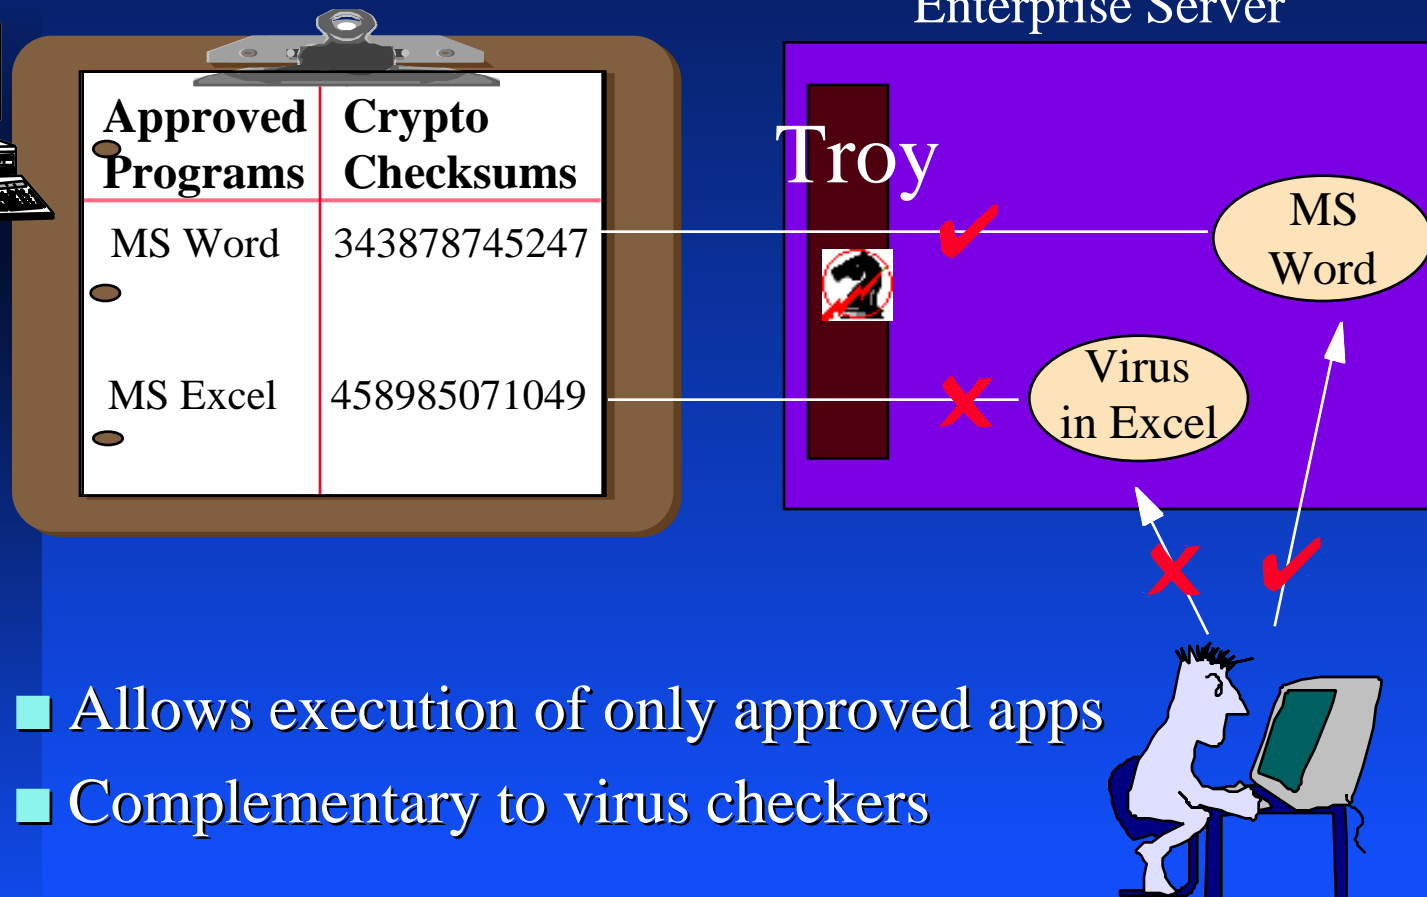 Enterprise Server
Approved Crypto
Programs Checksums
MS Word 343878745247
MS Excel 458985071049
Troy
MS
Word
Virus
in Excel
Allows execution of only approved apps
Complementary to virus checkers